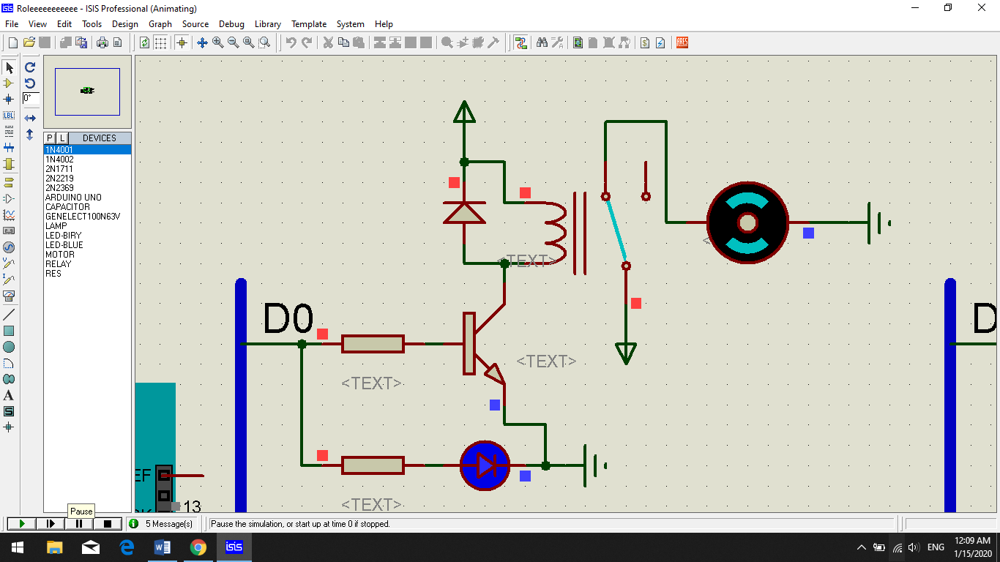 Roleeeeeeeeeee - ISIS Professional (Animating)
File View Edit Tools Design Graph Source Debug Library Template System Help
0°
LBL
P L DEVICES
1N4001
1N4002
2N1711
2N2219
2N2369
ARDUINO UNO
CAPACITOR
GENELECT100N63V
LAMP
LED-BIRY
LED-BLUE
MOTOR
RELAY
RES
<TEXT>
D0
D
<TEXT>
<TEXT>
EF
13
<TEXT>
Pause
5 Message(s)
Pause the simulation, or start up at time 0 if stopped.
ENG
12:09 AM
1/15/2020